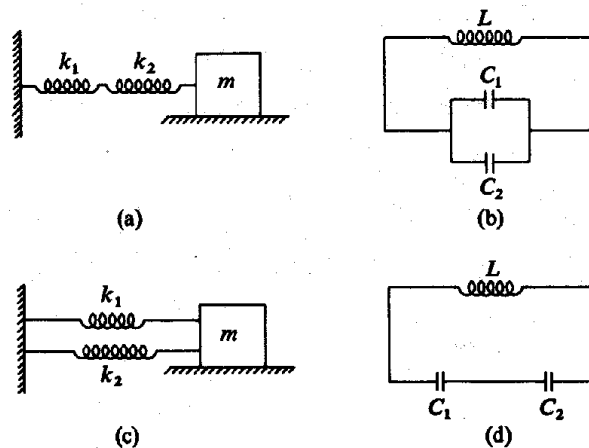 k₁ k₂ m
(a)
L
C₁
C₂
(b)
k₁
m
k₂
(c)
L
C₁ C₂
(d)